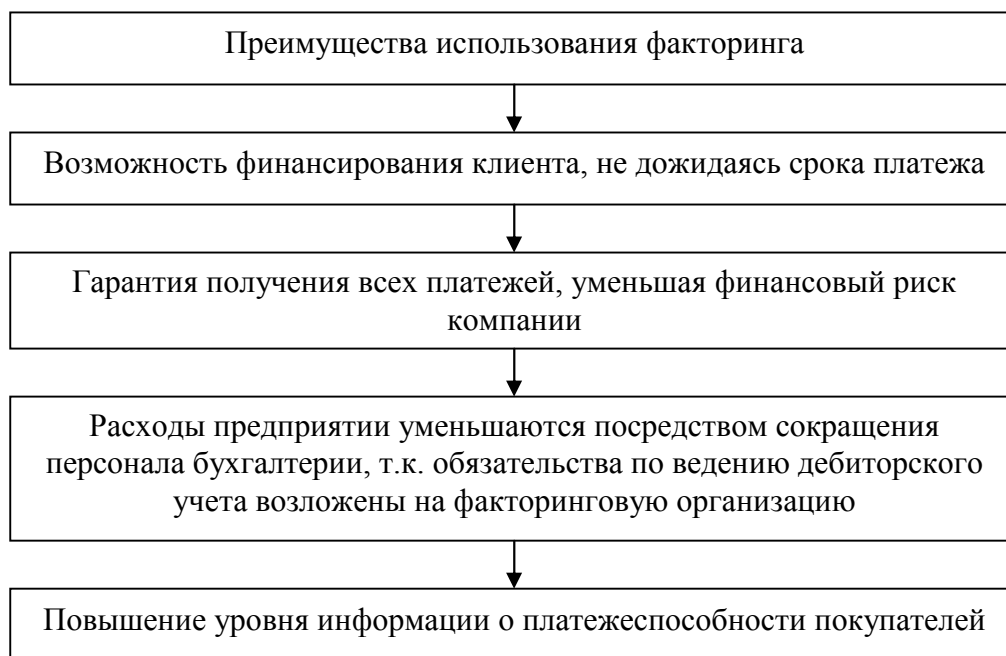 Преимущества использования факторинга
Возможность финансирования клиента, не дожидаясь срока платежа
Гарантия получения всех платежей, уменьшая финансовый риск
компании
Расходы предприятии уменьшаются посредством сокращения
персонала бухгалтерии, т.к. обязательства по ведению дебиторского
учета возложены на факторинговую организацию
Повышение уровня информации о платежеспособности покупателей